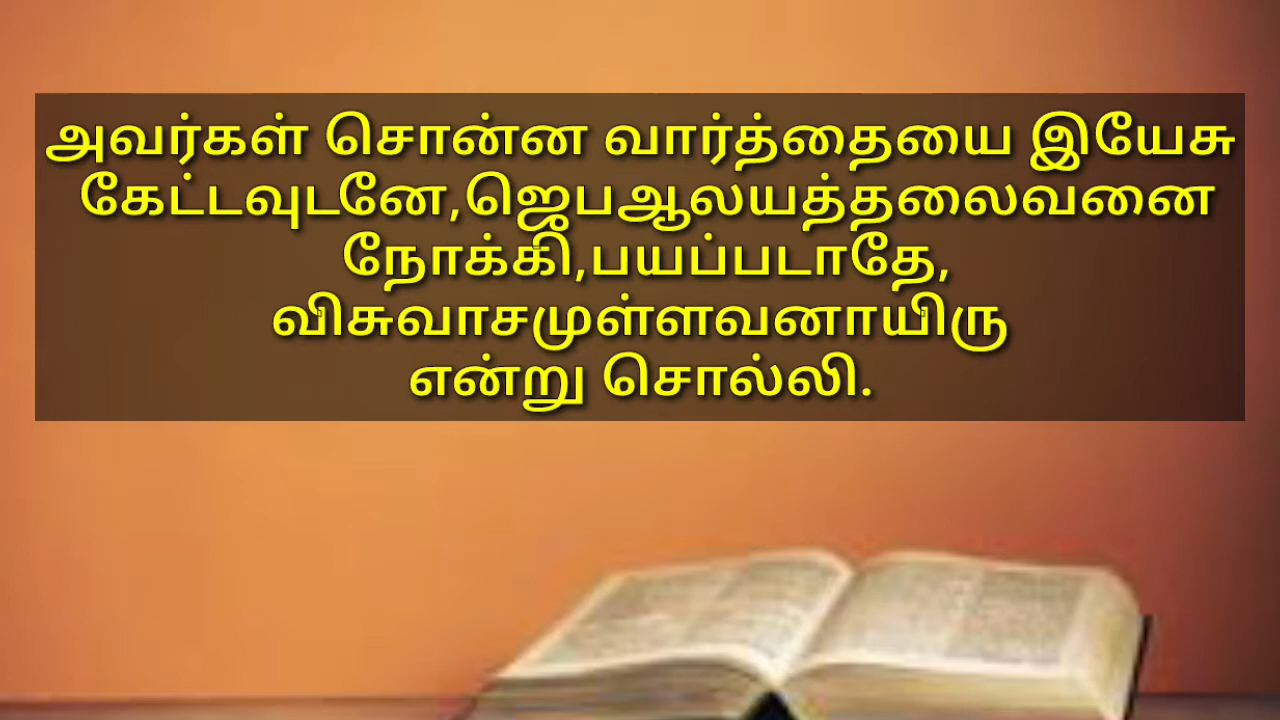 அவர்கள் சொன்ன வார்த்தையை இயேசு
கேட்டவுடனே,ஜெபஆலயத்தலைவனை
நோக்கி,பயப்படாதே,
விசுவாசமுள்ளவனாயிரு
என்று சொல்லி.